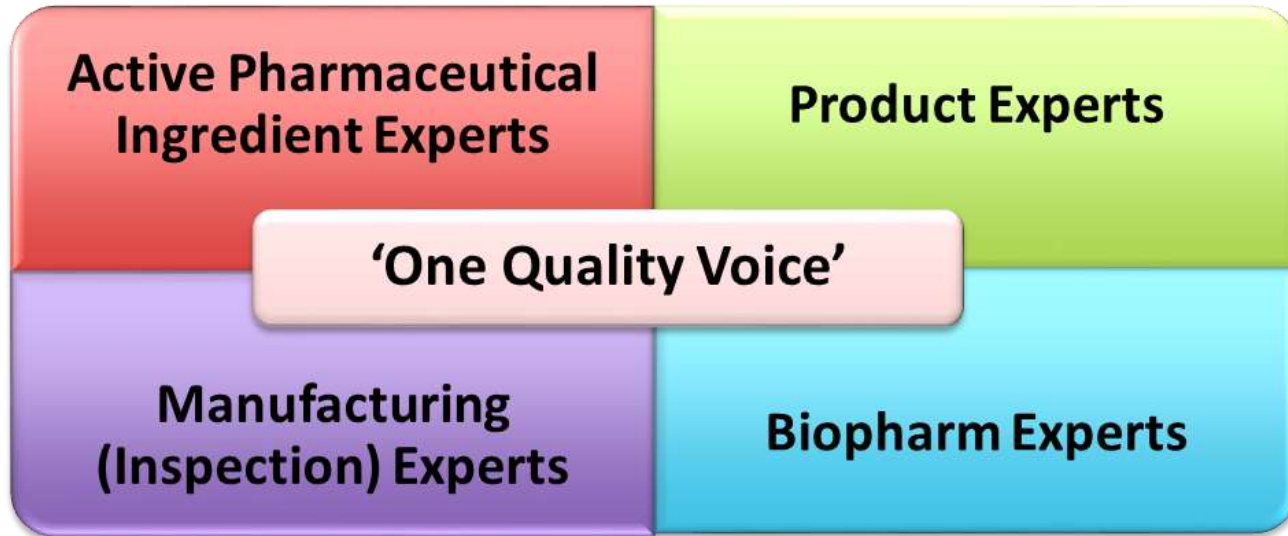 Active Pharmaceutical
Ingredient Experts
Product Experts
‘One Quality Voice’
Manufacturing
(Inspection) Experts
Biopharm Experts